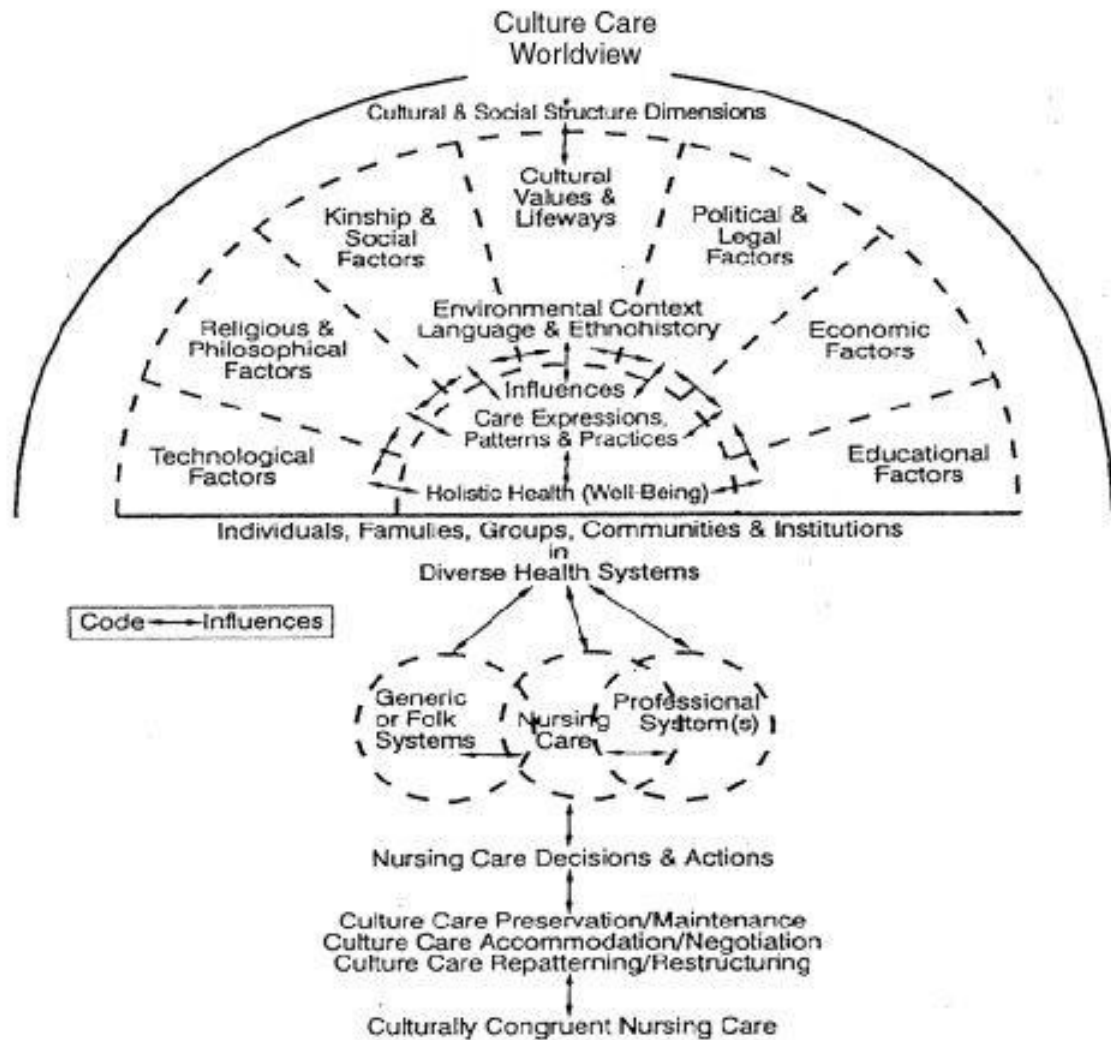 Culture Care
Worldview
Cultural & Social Structure Dimensions
Cultural
Values &
Lifeways
Kinship &
Social
Factors
Political &
Legal
Factors
Religious &
Philosophical
Factors
Economic
Factors
Technological
Factors
Educational
Factors
Environmental Context
Language & Ethnohistory
Influences
Care Expressions,
Patterns & Practices
Holistic Health (Well-Being)
Individuals, Famulies, Groups, Communities & Institutions
in
Diverse Health Systems
Code Influences
Generic
or Folk
Systems
Nursing
Care
Professional
System(s)
Nursing Care Decisions & Actions
Culture Care Preservation/Maintenance
Culture Care Accommodation/Negotiation
Culture Care Repatterning/Restructuring
Culturally Congruent Nursing Care